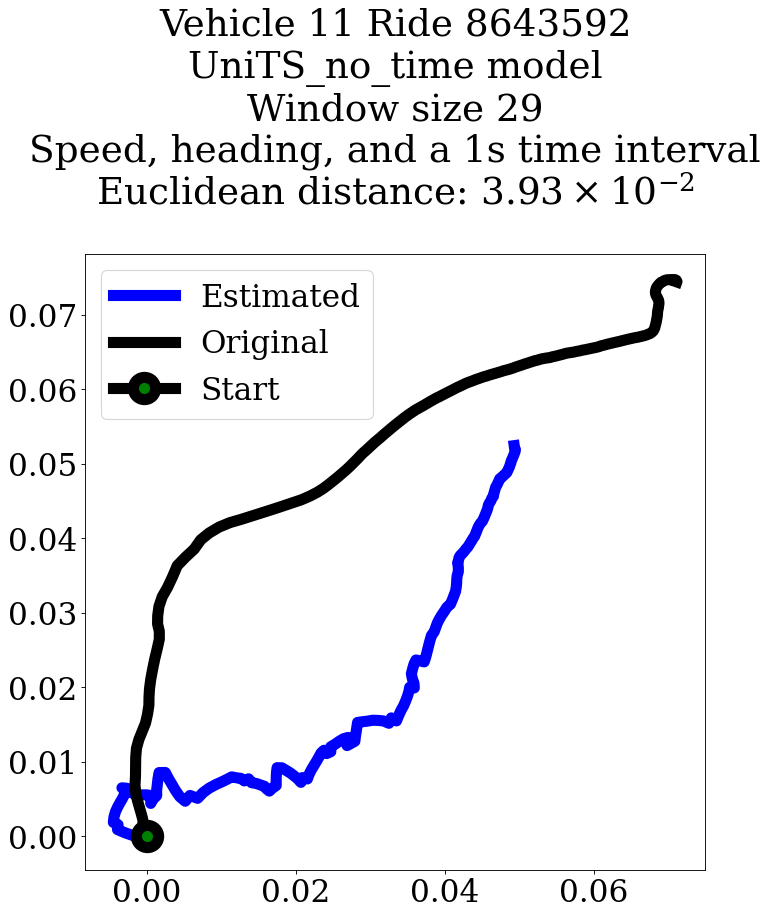 Vehicle 11 Ride 8643592
UniTS_no_time model
Window size 29
Speed, heading, and a 1s time interval
Euclidean distance: $3.93 \times 10^{-2}$
Estimated
Original
Start
0.07
0.06
0.05
0.04
0.03
0.02
0.01
0.00
0.00 0.02 0.04 0.06